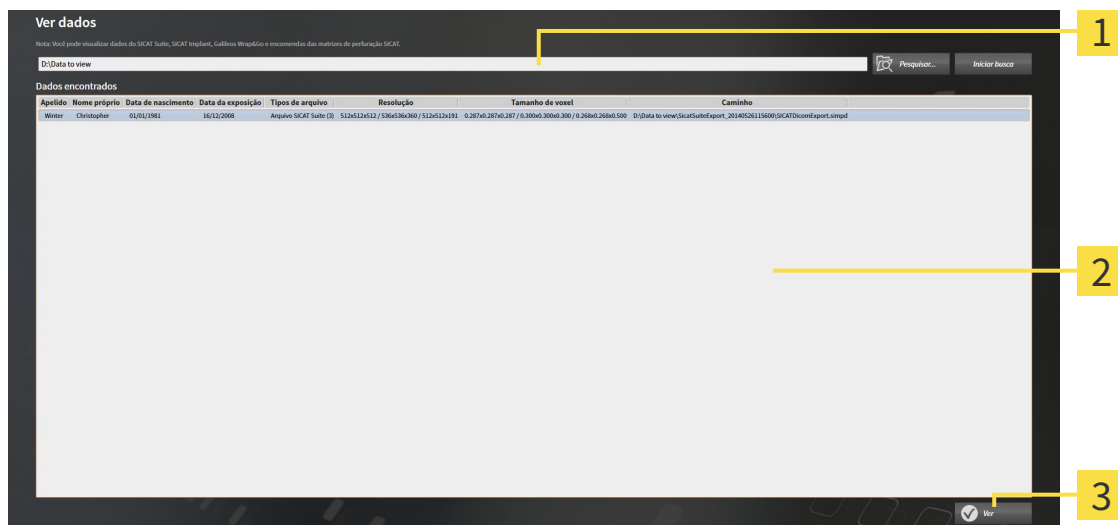 Ver dados
Nota: Você pode visualizar dados do SICAT Suite, SICAT Implant, Galileos Wrap&Go e encomendas das matrizes de perfuração SICAT.
1
D:\Data to view Pesquisar... Iniciar busca
Dados encontrados
Apelido Nome próprio Data de nascimento Data da exposição Tipos de arquivo Resolução Tamanho de voxel Caminho
Winter Christopher 01/01/1981 16/12/2008 Arquivo SICAT Suite (3) 512x512x512 / 536x536x360 / 512x512x191 0.287x0.287x0.287 / 0.300x0.300x0.300 / 0.268x0.268x0.500 D:\Data to view\SicatSuiteExport_20140526115600\SICATDicomExport.simpd
2
3
Ver